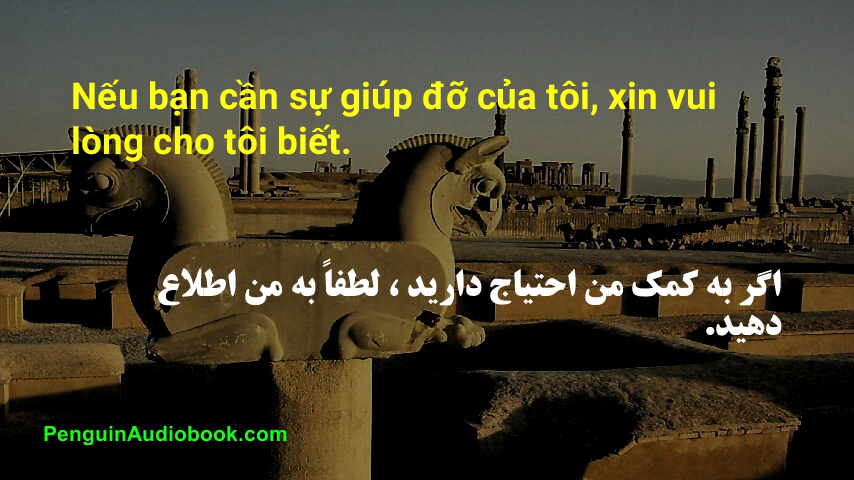 Nếu bạn cần sự giúp đỡ của tôi, xin vui
lòng cho tôi biết.
اگر به کمک من احتیاج دارید ، لطفاً به من اطلاع
دهید.
PenguinAudiobook.com